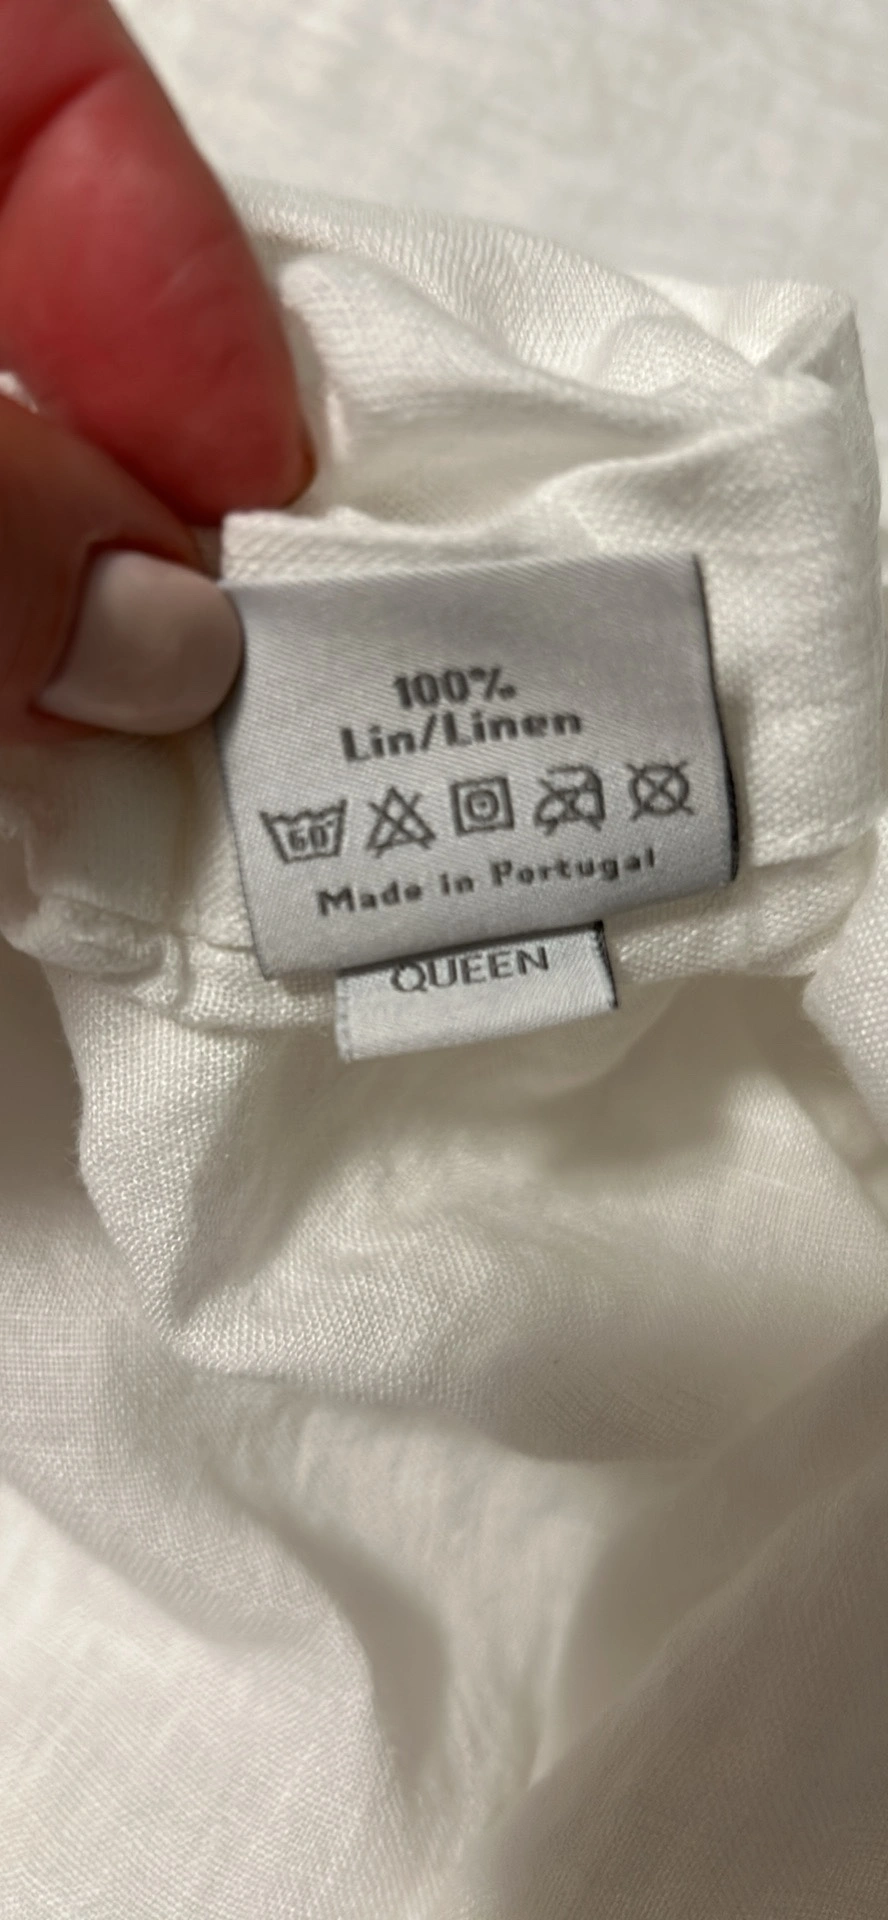 100%
Lin/Linen
60
Made in Portugal
QUEEN